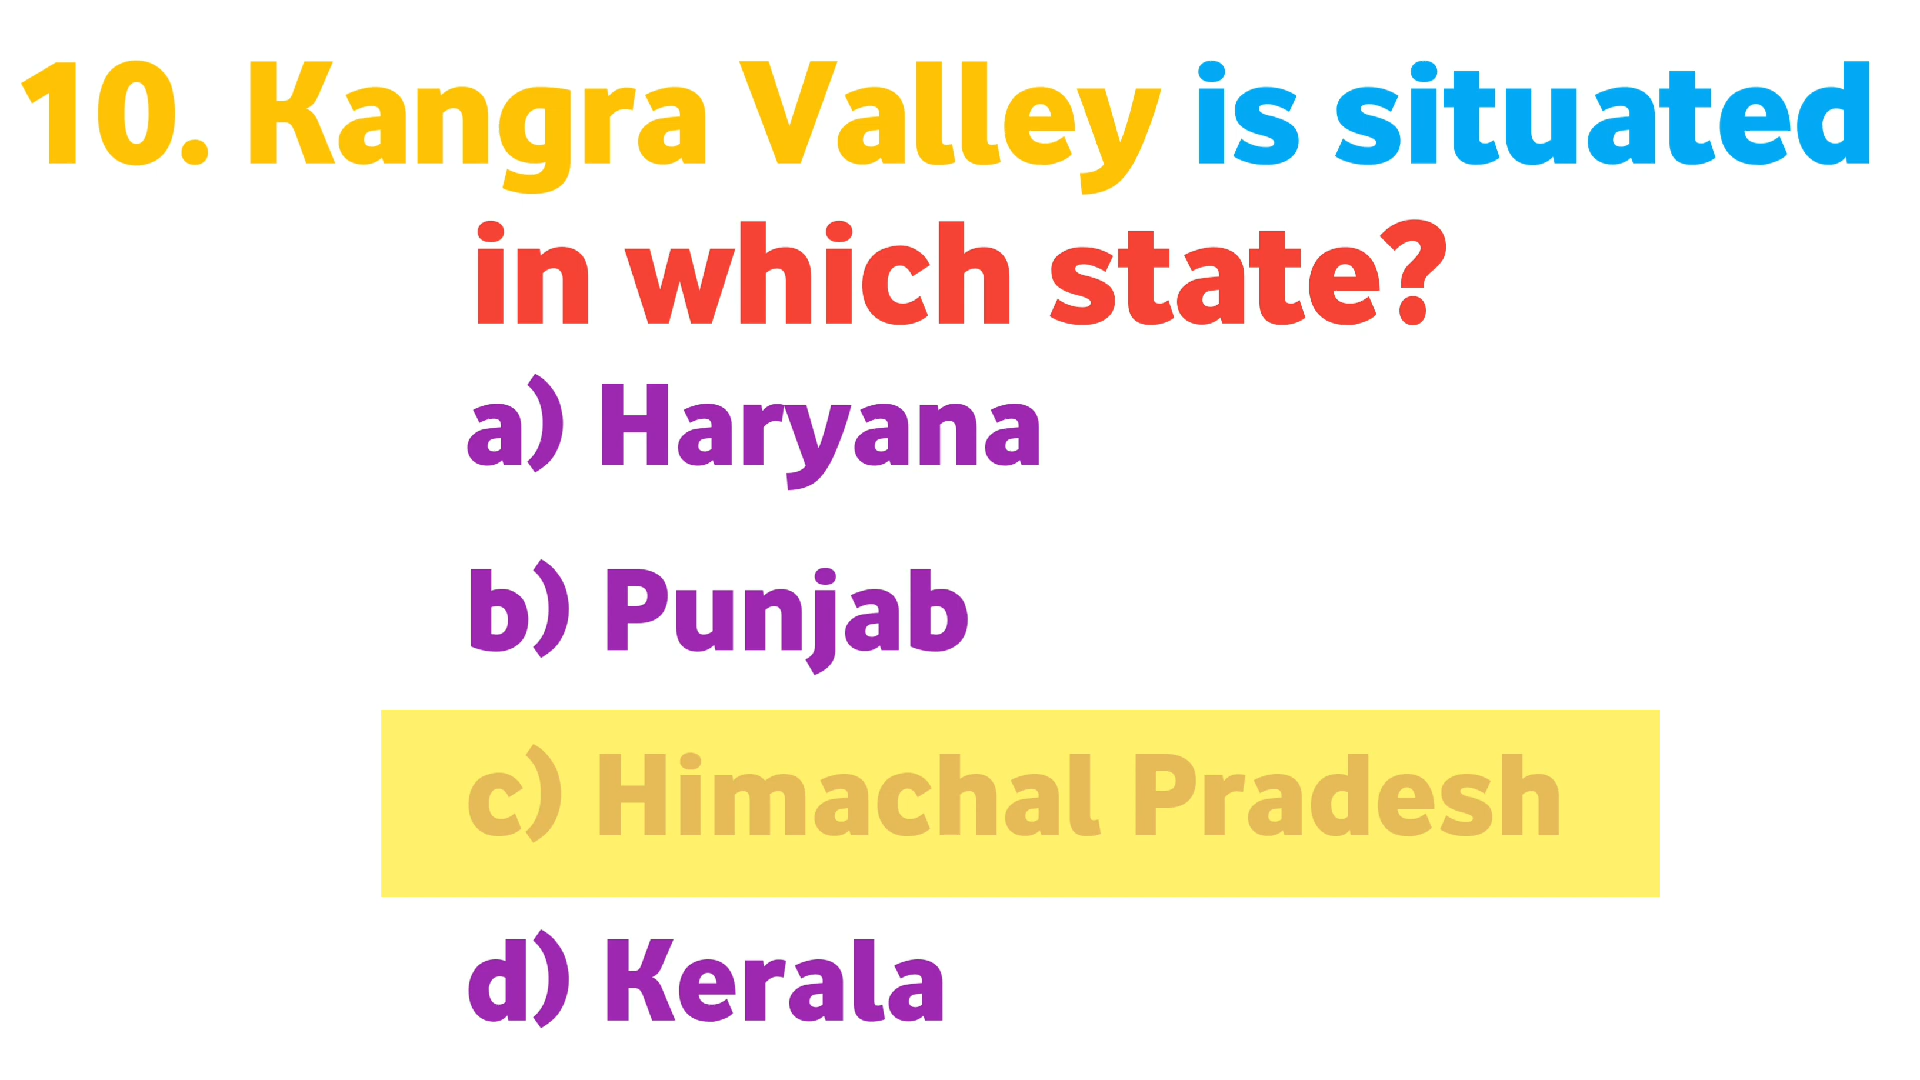 10. Kangra Valley is situated
in which state?
a) Haryana
b) Punjab
c) Himachal Pradesh
d) Kerala